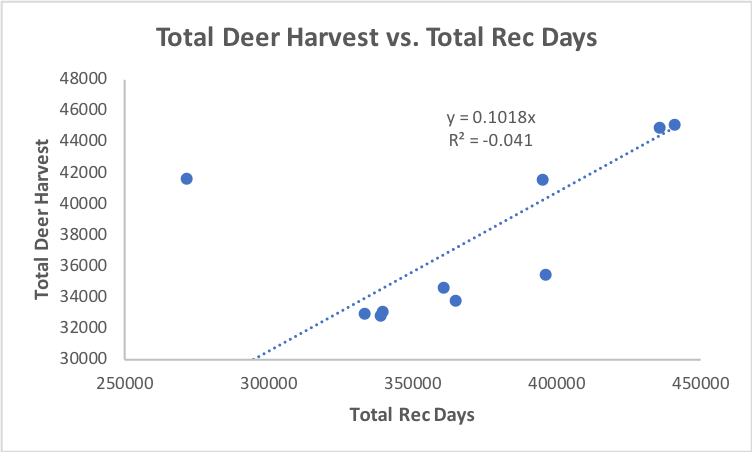 Total Deer Harvest vs. Total Rec Days
48000
46000
44000
42000
40000
38000
36000
34000
32000
30000
Total Deer Harvest
y = 0.1018x
R² = -0.041
250000 300000 350000 400000 450000
Total Rec Days